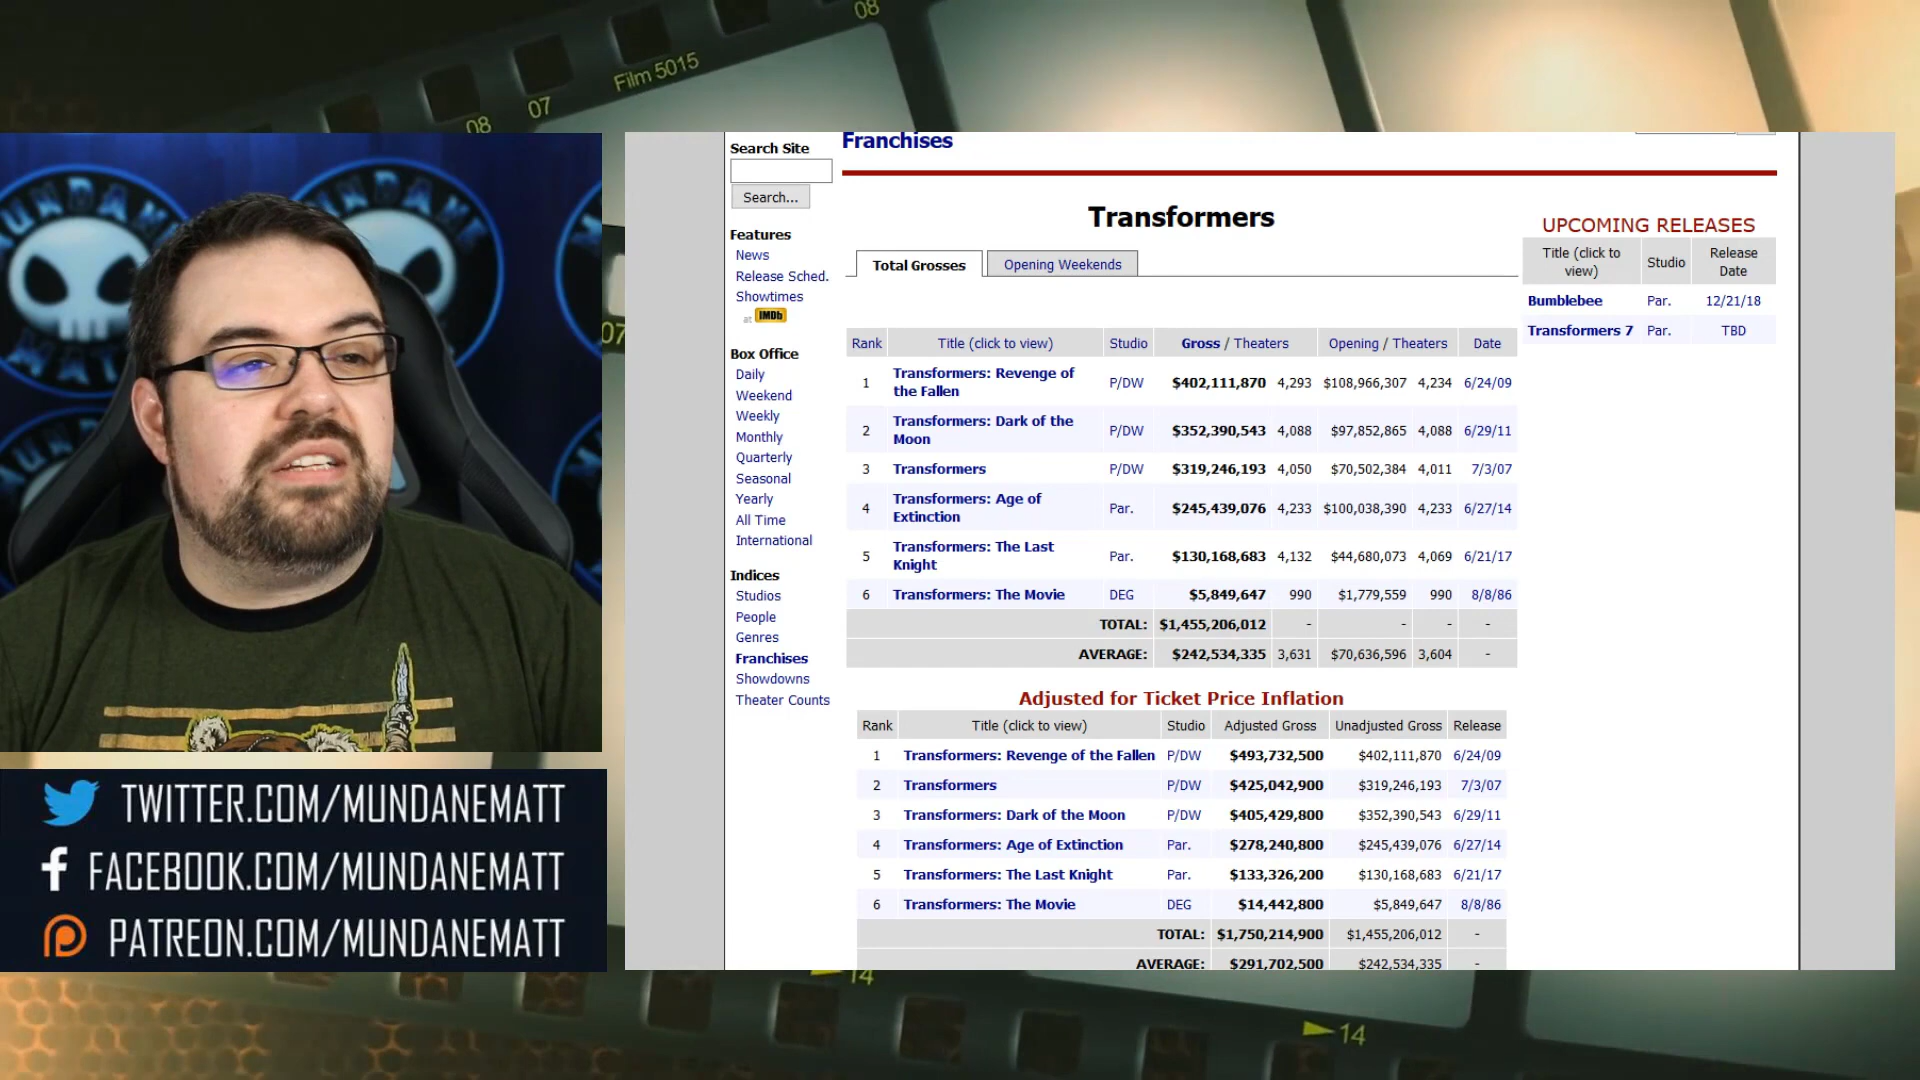 08
Film 5015
07
08
07
MUNDANE
MATT
Franchises
Search Site
Search...
Features
News
Release Sched.
Showtimes
at IMDb
Box Office
Daily
Weekend
Weekly
Monthly
Quarterly
Seasonal
Yearly
All Time
International
Indices
Studios
People
Genres
Franchises
Showdowns
Theater Counts
Transformers
Total Grosses Opening Weekends
Rank Title (click to view) Studio Gross / Theaters Opening / Theaters Date
1 Transformers: Revenge of the Fallen P/DW $402,111,870 4,293 $108,966,307 4,234 6/24/09
2 Transformers: Dark of the Moon P/DW $352,390,543 4,088 $97,852,865 4,088 6/29/11
3 Transformers P/DW $319,246,193 4,050 $70,502,384 4,011 7/3/07
4 Transformers: Age of Extinction Par. $245,439,076 4,233 $100,038,390 4,233 6/27/14
5 Transformers: The Last Knight Par. $130,168,683 4,132 $44,680,073 4,069 6/21/17
6 Transformers: The Movie DEG $5,849,647 990 $1,779,559 990 8/8/86
TOTAL: $1,455,206,012 - - - -
AVERAGE: $242,534,335 3,631 $70,636,596 3,604 -
Adjusted for Ticket Price Inflation
Rank Title (click to view) Studio Adjusted Gross Unadjusted Gross Release
1 Transformers: Revenge of the Fallen P/DW $493,732,500 $402,111,870 6/24/09
2 Transformers P/DW $425,042,900 $319,246,193 7/3/07
3 Transformers: Dark of the Moon P/DW $405,429,800 $352,390,543 6/29/11
4 Transformers: Age of Extinction Par. $278,240,800 $245,439,076 6/27/14
5 Transformers: The Last Knight Par. $133,326,200 $130,168,683 6/21/17
6 Transformers: The Movie DEG $14,442,800 $5,849,647 8/8/86
TOTAL: $1,750,214,900 $1,455,206,012 -
AVERAGE: $291,702,500 $242,534,335 -
UPCOMING RELEASES
Title (click to view) Studio Release Date
Bumblebee Par. 12/21/18
Transformers 7 Par. TBD
TWITTER.COM/MUNDANEMATT
FACEBOOK.COM/MUNDANEMATT
PATREON.COM/MUNDANEMATT
14
14